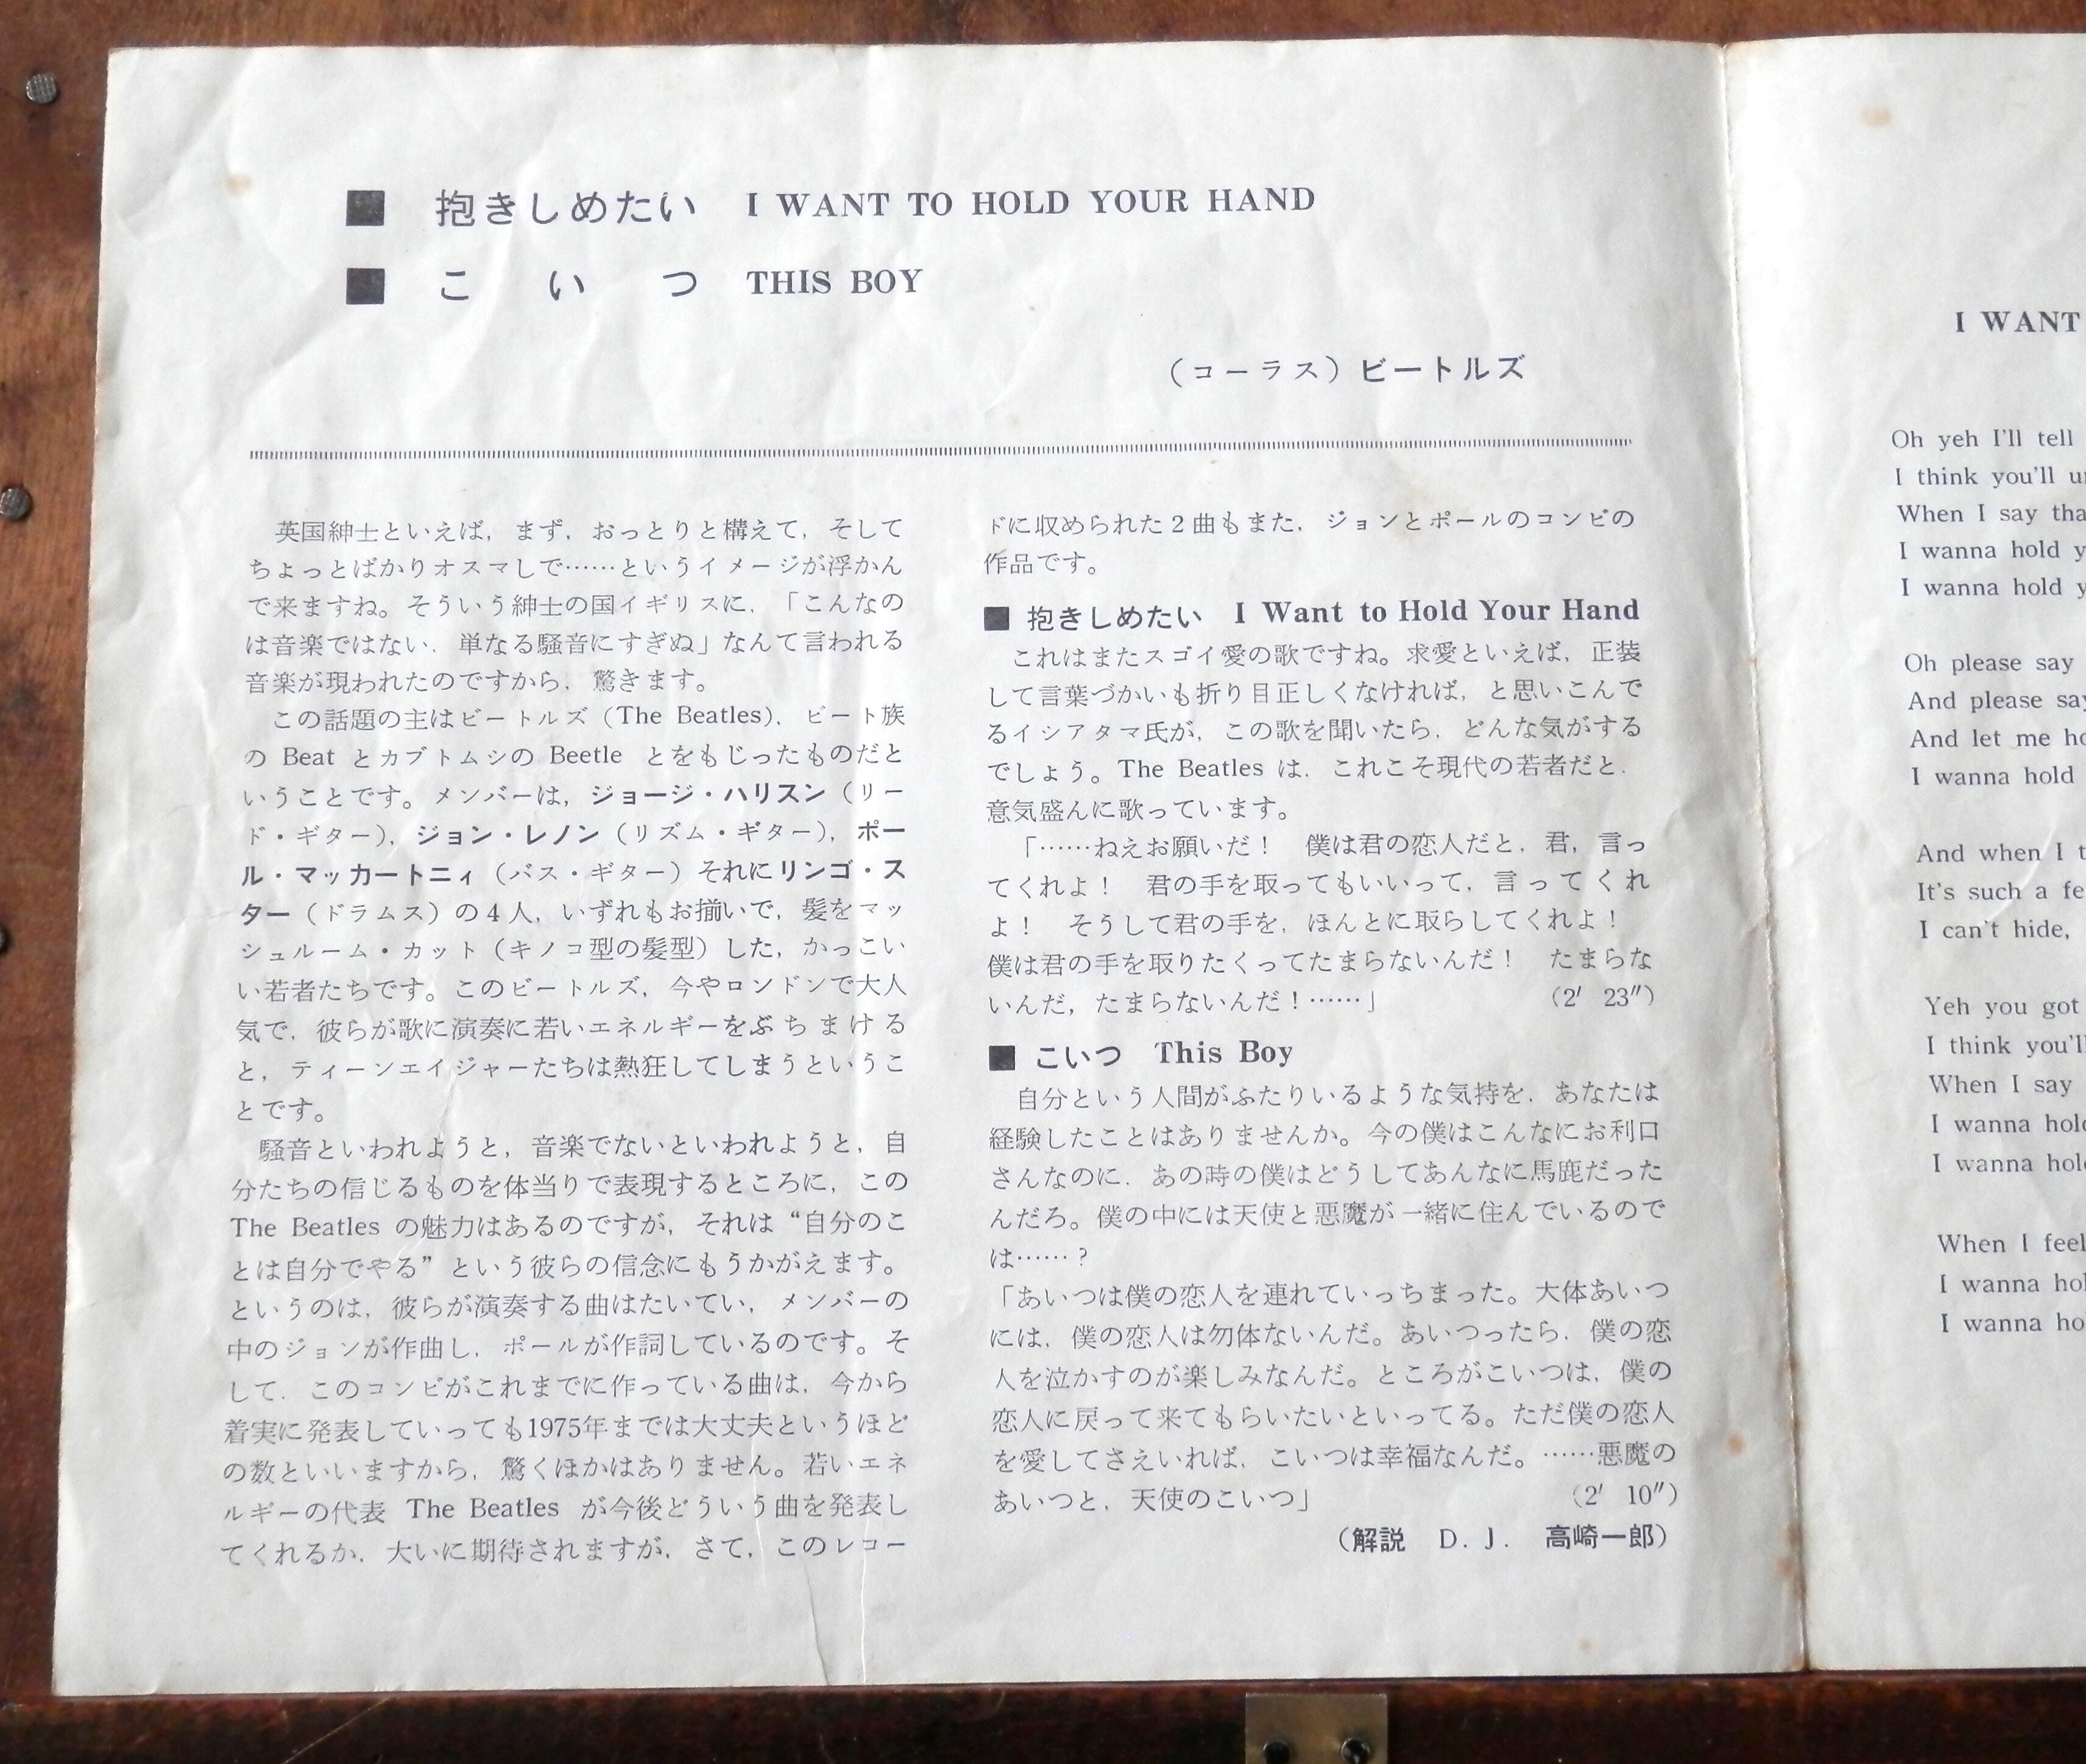 ■ 抱きしめたい I WANT TO HOLD YOUR HAND
■ こいつ THIS BOY
（コーラス）ビートルズ
英国紳士といえば，まず，おっとりと構えて，そして
ちょっとばかりオスマしで……というイメージが浮かん
で来ますね。そういう紳士の国イギリスに，「こんなの
は音楽ではない，単なる騒音にすぎぬ」なんて言われる
音楽が現われたのですから，驚きます。
この話題の主はビートルズ（The Beatles），ビート族
の Beat とカブトムシの Beetle とをもじったものだと
いうことです。メンバーは，ジョージ・ハリスン（リー
ド・ギター），ジョン・レノン（リズム・ギター），ポー
ル・マッカートニィ（バス・ギター）それにリンゴ・ス
ター（ドラムス）の4人，いずれもお揃いで，髪をマッ
シュルーム・カット（キノコ型の髪型）した，かっこい
い若者たちです。このビートルズ，今やロンドンで大人
気で，彼らが歌に演奏に若いエネルギーをぶちまける
と，ティーンエイジャーたちは熱狂してしまうというこ
とです。
騒音といわれようと，音楽でないといわれようと，自
分たちの信じるものを体当りで表現するところに，この
The Beatles の魅力はあるのですが，それは“自分のこ
とは自分でやる”という彼らの信念にもうかがえます。
というのは，彼らが演奏する曲はたいてい，メンバーの
中のジョンが作曲し，ポールが作詞しているのです。そ
して，このコンビがこれまでに作っている曲は，今から
着実に発表していっても1975年までは大丈夫というほど
の数といいますから，驚くほかはありません。若いエネ
ルギーの代表 The Beatles が今後どういう曲を発表し
てくれるか，大いに期待されますが，さて，このレコー
ドに収められた2曲もまた，ジョンとポールのコンビの
作品です。
■ 抱きしめたい I Want to Hold Your Hand
これはまたスゴイ愛の歌ですね。求愛といえば，正装
して言葉づかいも折り目正しくなければ，と思いこんで
るイシアタマ氏が，この歌を聞いたら，どんな気がする
でしょう。The Beatles は，これこそ現代の若者だと，
意気盛んに歌っています。
「……ねえお願いだ！　僕は君の恋人だと，君，言っ
てくれよ！　君の手を取ってもいいって，言ってくれ
よ！　そうして君の手を，ほんとに取らしてくれよ！
僕は君の手を取りたくってたまらないんだ！　たまらな
いんだ，たまらないんだ！……」　（2′ 23″）
■ こいつ This Boy
自分という人間がふたりいるような気持を，あなたは
経験したことはありませんか。今の僕はこんなにお利口
さんなのに，あの時の僕はどうしてあんなに馬鹿だった
んだろ。僕の中には天使と悪魔が一緒に住んでいるので
は……？
「あいつは僕の恋人を連れていっちまった。大体あいつ
には，僕の恋人は勿体ないんだ。あいつったら，僕の恋
人を泣かすのが楽しみなんだ。ところがこいつは，僕の
恋人に戻って来てもらいたいといってる。ただ僕の恋人
を愛してさえいれば，こいつは幸福なんだ。……悪魔の
あいつと，天使のこいつ」　（2′ 10″）
（解説　D. J.　高崎一郎）
I WANT
Oh yeh I'll tell
I think you'll
When I say
I wanna hold
I wanna hold
Oh please say
And please say
And let me
I wanna hold
And when I
It's such a
I can't hide,
Yeh you got
I think you'll
When I say
I wanna hold
I wanna hold
When I feel
I wanna
I wanna